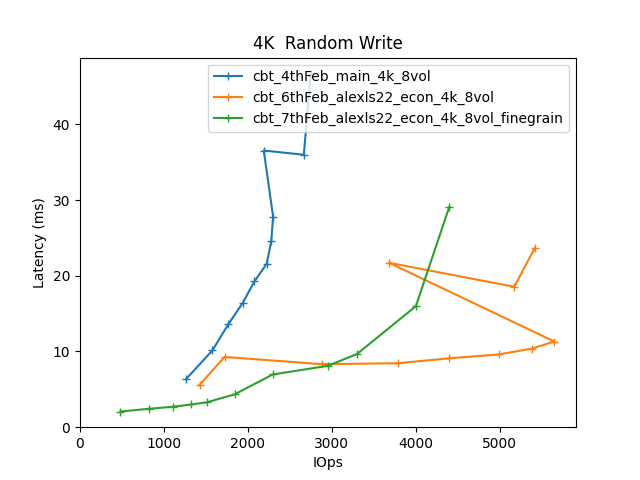 4K  Random Write
cbt_4thFeb_main_4k_8vol
cbt_6thFeb_alexls22_econ_4k_8vol
cbt_7thFeb_alexls22_econ_4k_8vol_finegrain
Latency (ms)
40
30
20
10
0
0 1000 2000 3000 4000 5000
IOps